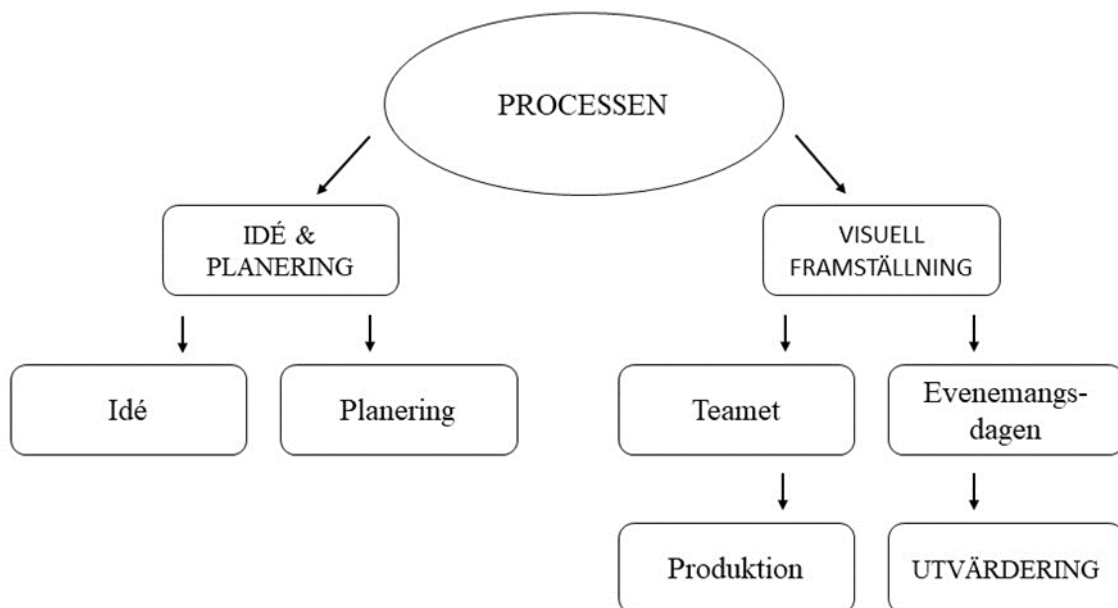 PROCESSEN
IDÉ &
PLANERING
VISUELL
FRAMSTÄLLNING
Idé
Planering
Teamet
Evenemangs-
dagen
Produktion
UTVÄRDERING